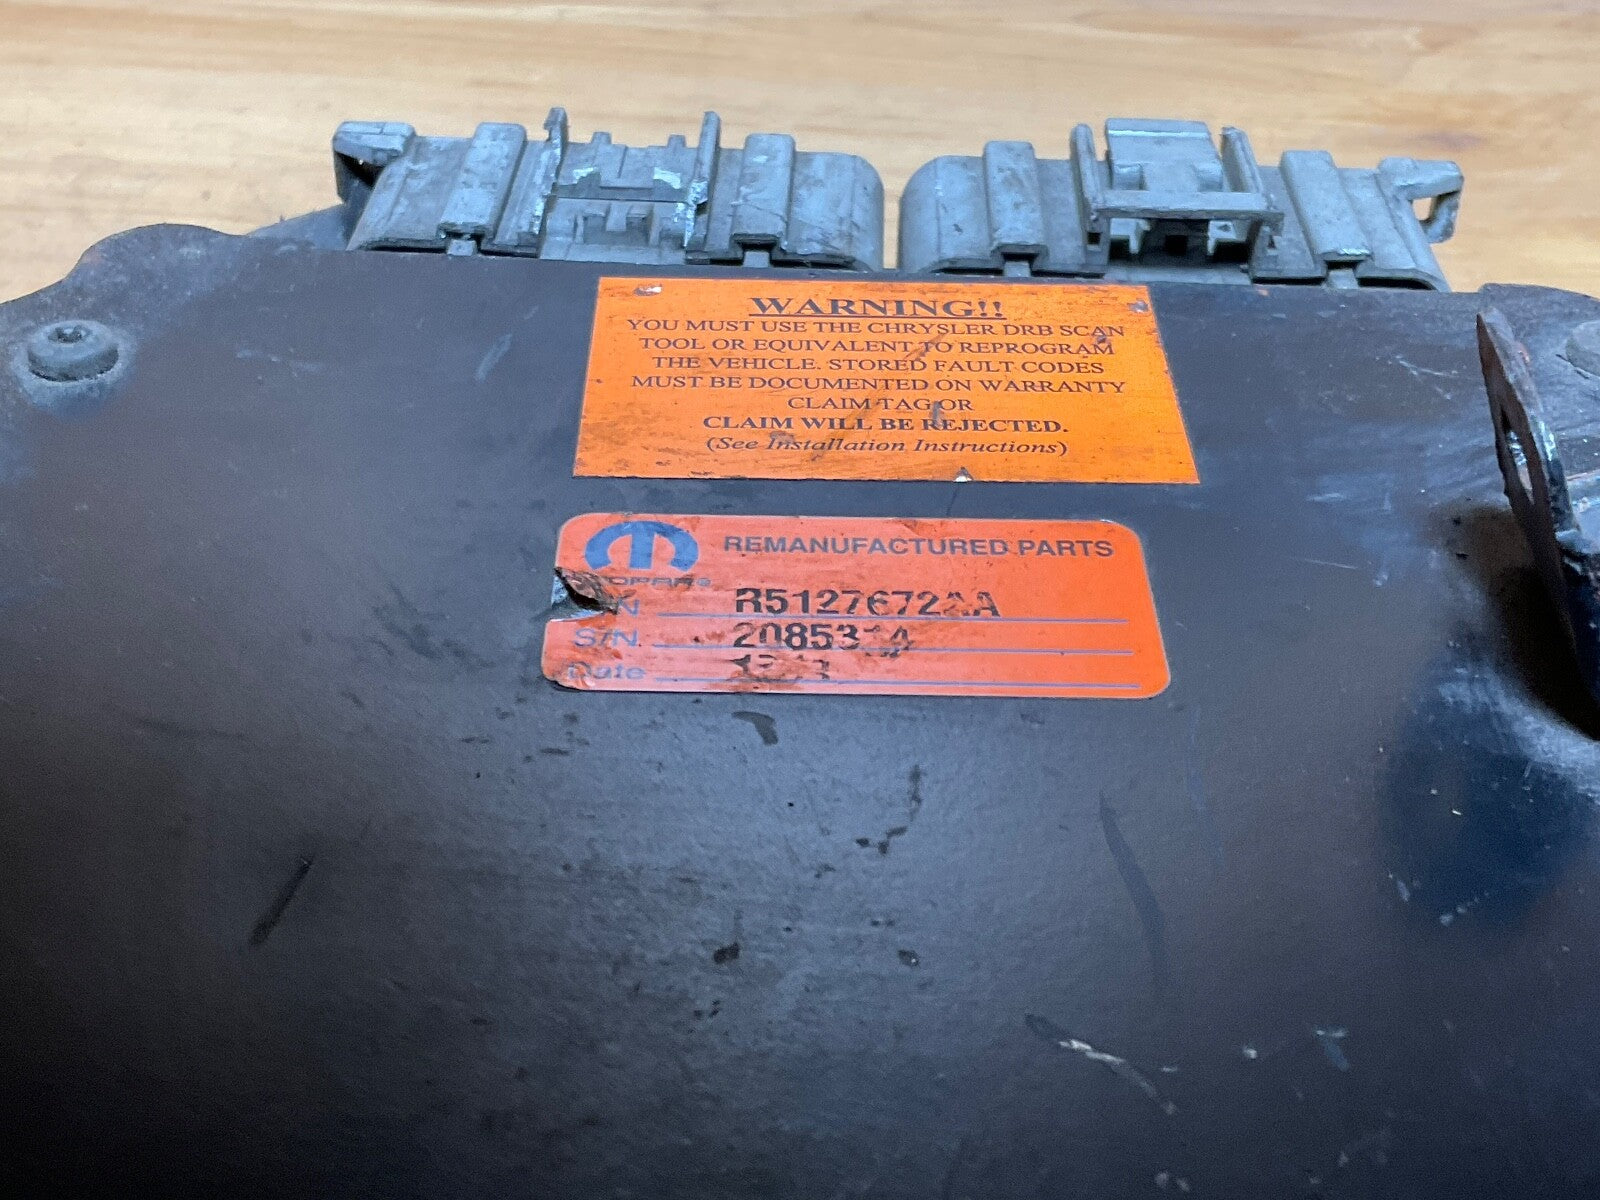 WARNING!!
YOU MUST USE THE CHRYSLER DRB SCAN
TOOL OR EQUIVALENT TO REPROGRAM
THE VEHICLE. STORED FAULT CODES
MUST BE DOCUMENTED ON WARRANTY
CLAIM TAG OR
CLAIM WILL BE REJECTED.
(See Installation Instructions)
REMANUFACTURED PARTS
R5127672AA
S/N
Date